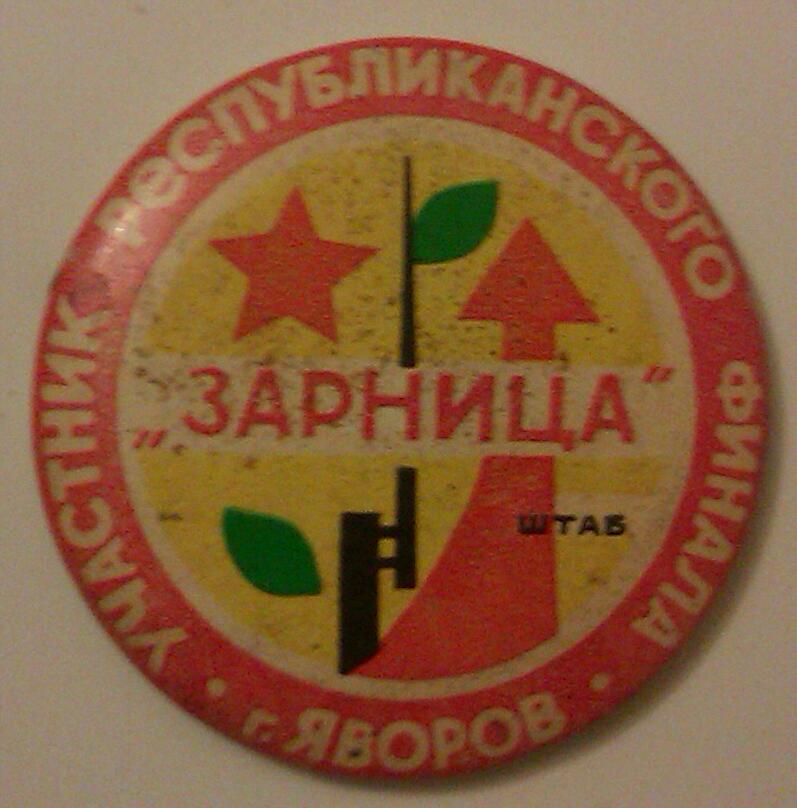 УЧАСТНИК РЕСПУБЛИКАНСКОГО ФИНАЛА
„ЗАРНИЦА“
ШТАБ
г. ЯВОРОВ